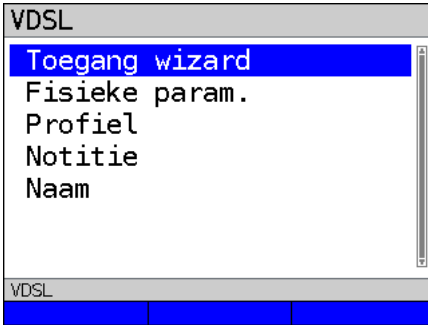 VDSL
Toegang wizard
Fisieke param.
Profiel
Notitie
Naam
VDSL